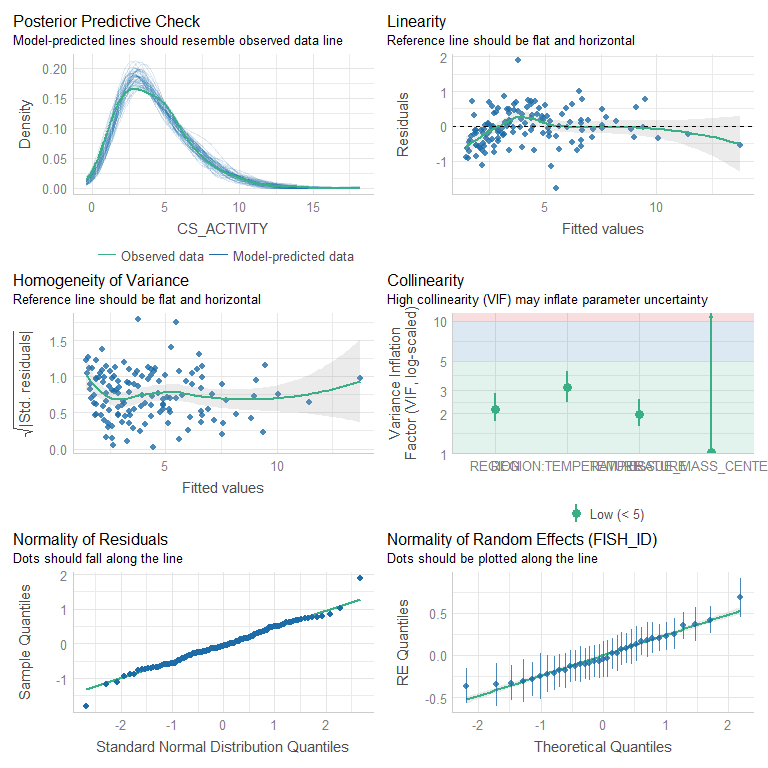 Posterior Predictive Check
Model-predicted lines should resemble observed data line
Density
0.20
0.15
0.10
0.05
0.00
0
5
10
15
CS_ACTIVITY
Observed data
Model-predicted data
Linearity
Reference line should be flat and horizontal
Residuals
2
1
0
-1
5
10
Fitted values
Homogeneity of Variance
Reference line should be flat and horizontal
√|Std. residuals|
1.5
1.0
0.5
0.0
5
10
Fitted values
Collinearity
High collinearity (VIF) may inflate parameter uncertainty
Variance Inflation
Factor (VIF, log-scaled)
10
5
3
2
1
REGION:TEMPERATURE
MASS_CENTE
Low (< 5)
Normality of Residuals
Dots should fall along the line
Sample Quantiles
2
1
0
-1
-2
-1
0
1
2
Standard Normal Distribution Quantiles
Normality of Random Effects (FISH_ID)
Dots should be plotted along the line
RE Quantiles
0.5
0.0
-0.5
-2
-1
0
1
2
Theoretical Quantiles